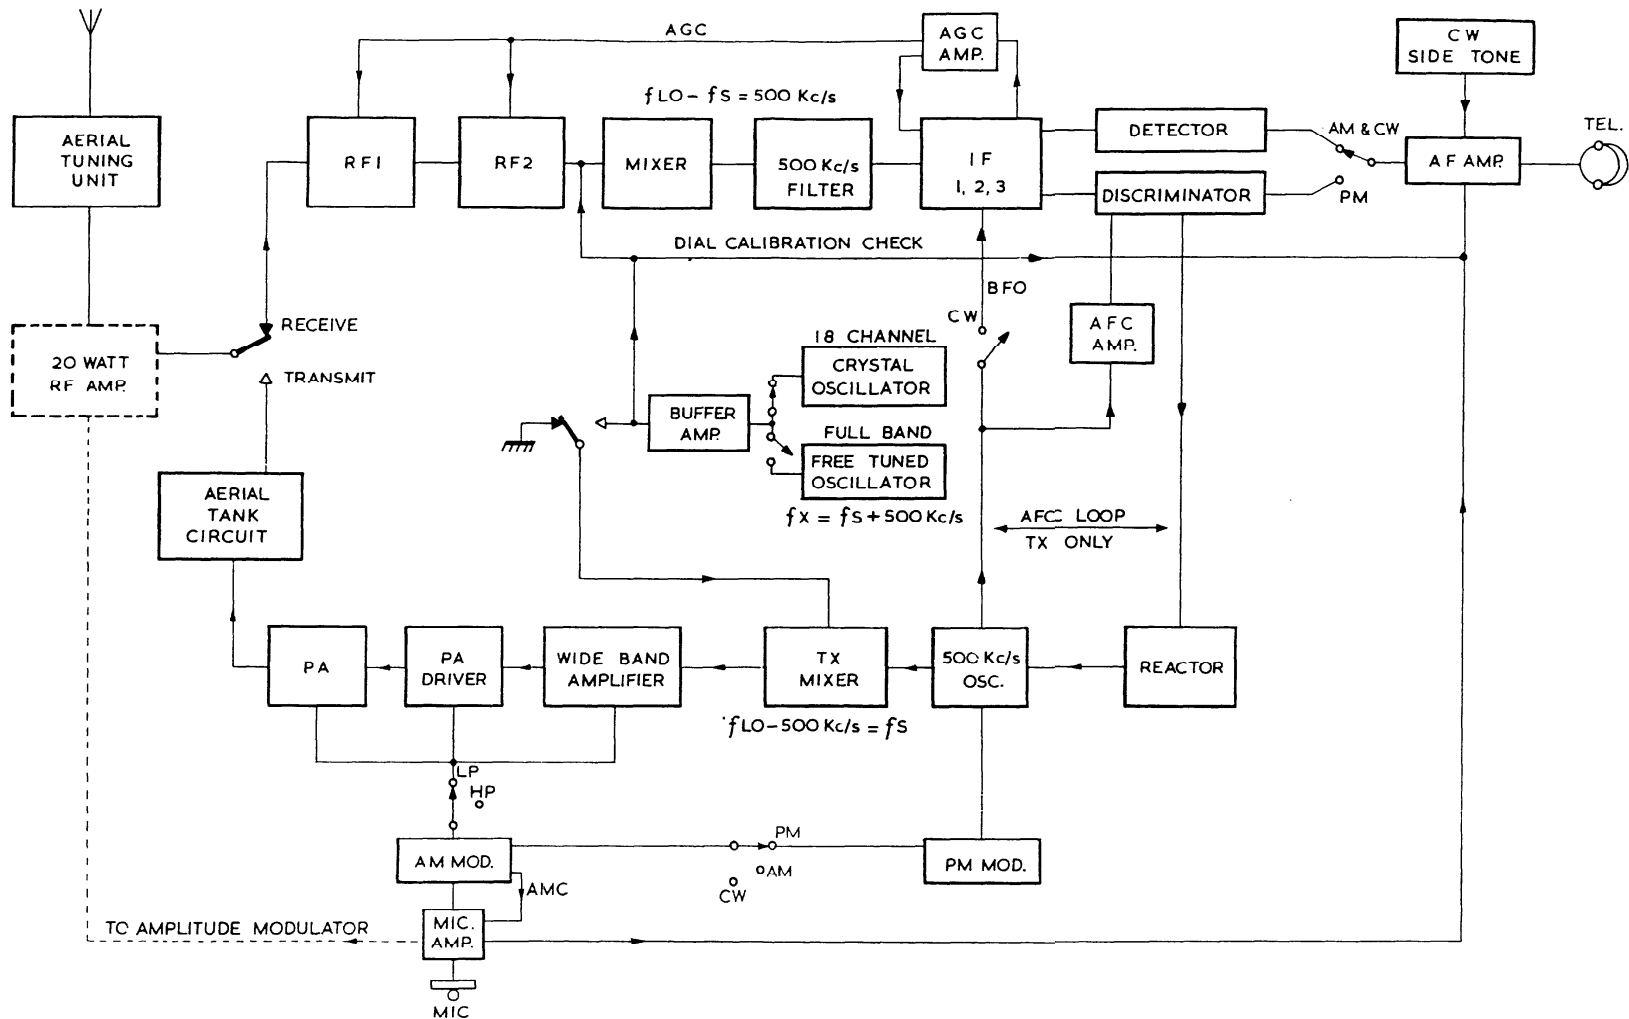 AGC
AGC
AMP.
CW
SIDE TONE
fLO – fS = 500 Kc/s
AERIAL
TUNING
UNIT
RF1
RF2
MIXER
500 Kc/s
FILTER
IF
1, 2, 3
DETECTOR
DISCRIMINATOR
AM & CW
PM
AF AMP.
TEL.
DIAL CALIBRATION CHECK
BFO
CW
20 WATT
RF AMP.
RECEIVE
TRANSMIT
18 CHANNEL
CRYSTAL
OSCILLATOR
AFC
AMP.
BUFFER
AMP.
FULL BAND
FREE TUNED
OSCILLATOR
fX = fS + 500 Kc/s
AERIAL
TANK
CIRCUIT
AFC LOOP
TX ONLY
PA
PA
DRIVER
WIDE BAND
AMPLIFIER
TX
MIXER
500 Kc/s
OSC.
REACTOR
fLO – 500 Kc/s = fS
LP
HP
AM MOD.
PM
AM
CW
PM MOD.
AMC
TO AMPLITUDE MODULATOR
MIC.
AMP.
MIC